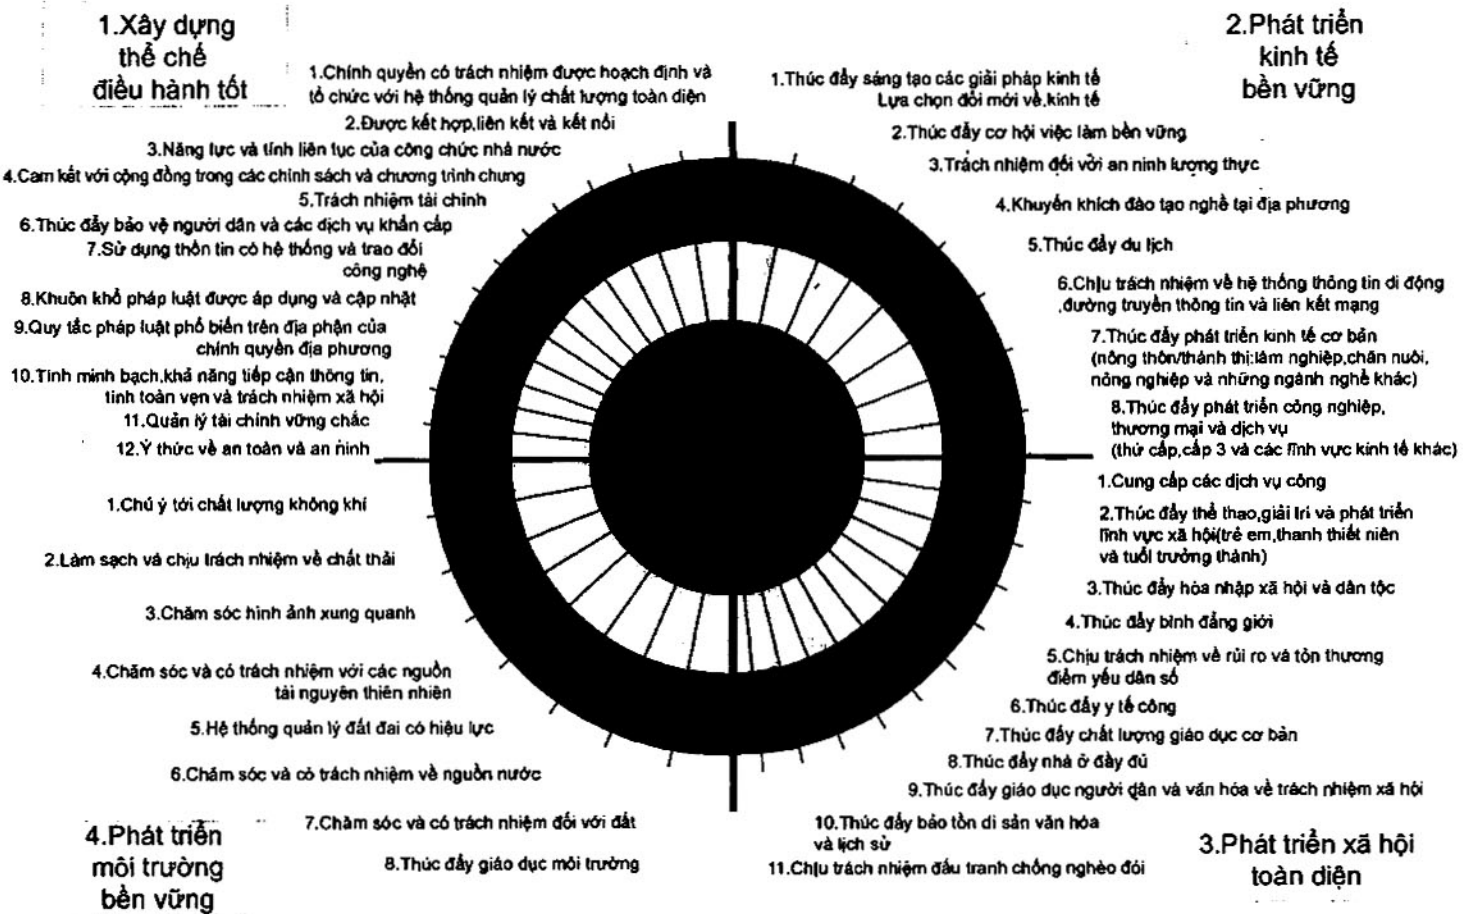 1.Xây dựng
thể chế
điều hành tốt
1.Chính quyền có trách nhiệm được hoạch định và
tổ chức với hệ thống quản lý chất lượng toàn diện
2.Được kết hợp,liên kết và kết nối
3.Năng lực và tính liên tục của công chức nhà nước
4.Cam kết với cộng đồng trong các chính sách và chương trình chung
5.Trách nhiệm tài chính
6.Thúc đẩy bảo vệ người dân và các dịch vụ khẩn cấp
7.Sử dụng thôn tin có hệ thống và trao đổi
công nghệ
8.Khuôn khổ pháp luật được áp dụng và cập nhật
9.Quy tắc pháp luật phổ biến trên địa phận của
chính quyền địa phương
10.Tính minh bạch,khả năng tiếp cận thông tin,
tính toàn vẹn và trách nhiệm xã hội
11.Quản lý tài chính vững chắc
12.Ý thức về an toàn và an ninh
2.Phát triển
kinh tế
bền vững
1.Thúc đẩy sáng tạo các giải pháp kinh tế
Lựa chọn đổi mới về,kinh tế
2.Thúc đẩy cơ hội việc làm bền vững
3.Trách nhiệm đối với an ninh lương thực
4.Khuyến khích đào tạo nghề tại địa phương
5.Thúc đẩy du lịch
6.Chịu trách nhiệm về hệ thống thông tin di động
,đường truyền thông tin và liên kết mạng
7.Thúc đẩy phát triển kinh tế cơ bản
(nông thôn/thành thị:lâm nghiệp,chăn nuôi,
nông nghiệp và những ngành nghề khác)
8.Thúc đẩy phát triển công nghiệp,
thương mại và dịch vụ
(thứ cấp,cấp 3 và các lĩnh vực kinh tế khác)
1.Cung cấp các dịch vụ công
2.Thúc đẩy thể thao,giải trí và phát triển
lĩnh vực xã hội(trẻ em,thanh thiết niên
và tuổi trưởng thành)
3.Thúc đẩy hòa nhập xã hội và dân tộc
4.Thúc đẩy bình đẳng giới
5.Chịu trách nhiệm về rủi ro và tổn thương
điểm yếu dân số
6.Thúc đẩy y tế công
7.Thúc đẩy chất lượng giáo dục cơ bản
8.Thúc đẩy nhà ở đầy đủ
9.Thúc đẩy giáo dục người dân và văn hóa về trách nhiệm xã hội
10.Thúc đẩy bảo tồn di sản văn hóa
và lịch sử
11.Chịu trách nhiệm đấu tranh chống nghèo đói
3.Phát triển xã hội
toàn diện
1.Chú ý tới chất lượng không khí
2.Làm sạch và chịu trách nhiệm về chất thải
3.Chăm sóc hình ảnh xung quanh
4.Chăm sóc và có trách nhiệm với các nguồn
tài nguyên thiên nhiên
5.Hệ thống quản lý đất đai có hiệu lực
6.Chăm sóc và có trách nhiệm về nguồn nước
7.Chăm sóc và có trách nhiệm đối với đất
8.Thúc đẩy giáo dục môi trường
4.Phát triển
môi trường
bền vững